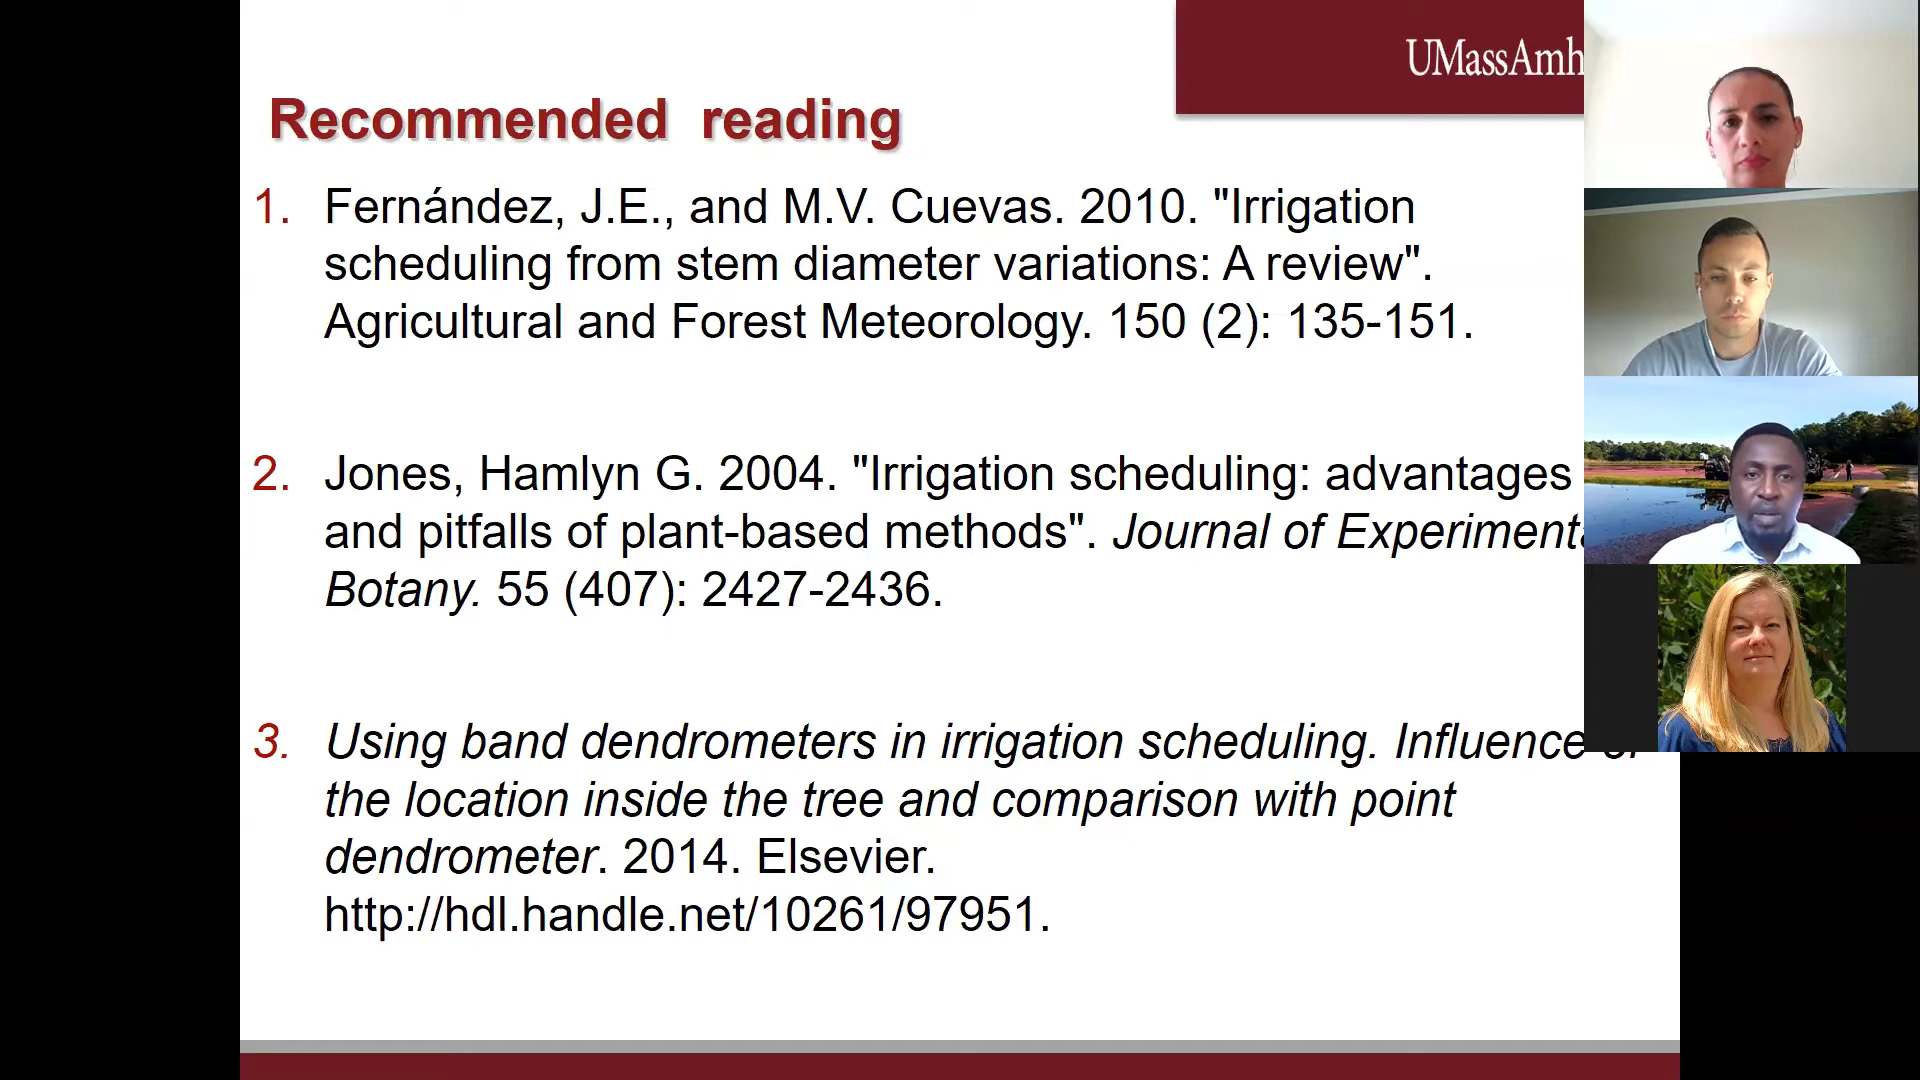 UMassAmh
Recommended reading
1. Fernández, J.E., and M.V. Cuevas. 2010. "Irrigation
scheduling from stem diameter variations: A review".
Agricultural and Forest Meteorology. 150 (2): 135-151.
2. Jones, Hamlyn G. 2004. "Irrigation scheduling: advantages
and pitfalls of plant-based methods". Journal of Experiment
Botany. 55 (407): 2427-2436.
3. Using band dendrometers in irrigation scheduling. Influence
the location inside the tree and comparison with point
dendrometer. 2014. Elsevier.
http://hdl.handle.net/10261/97951.